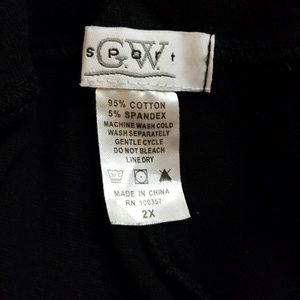 G.W.
sport
95% COTTON
5% SPANDEX
MACHINE WASH COLD
WASH SEPARATELY
GENTLE CYCLE
DO NOT BLEACH
LINE DRY
MADE IN CHINA
RN 100357
2X